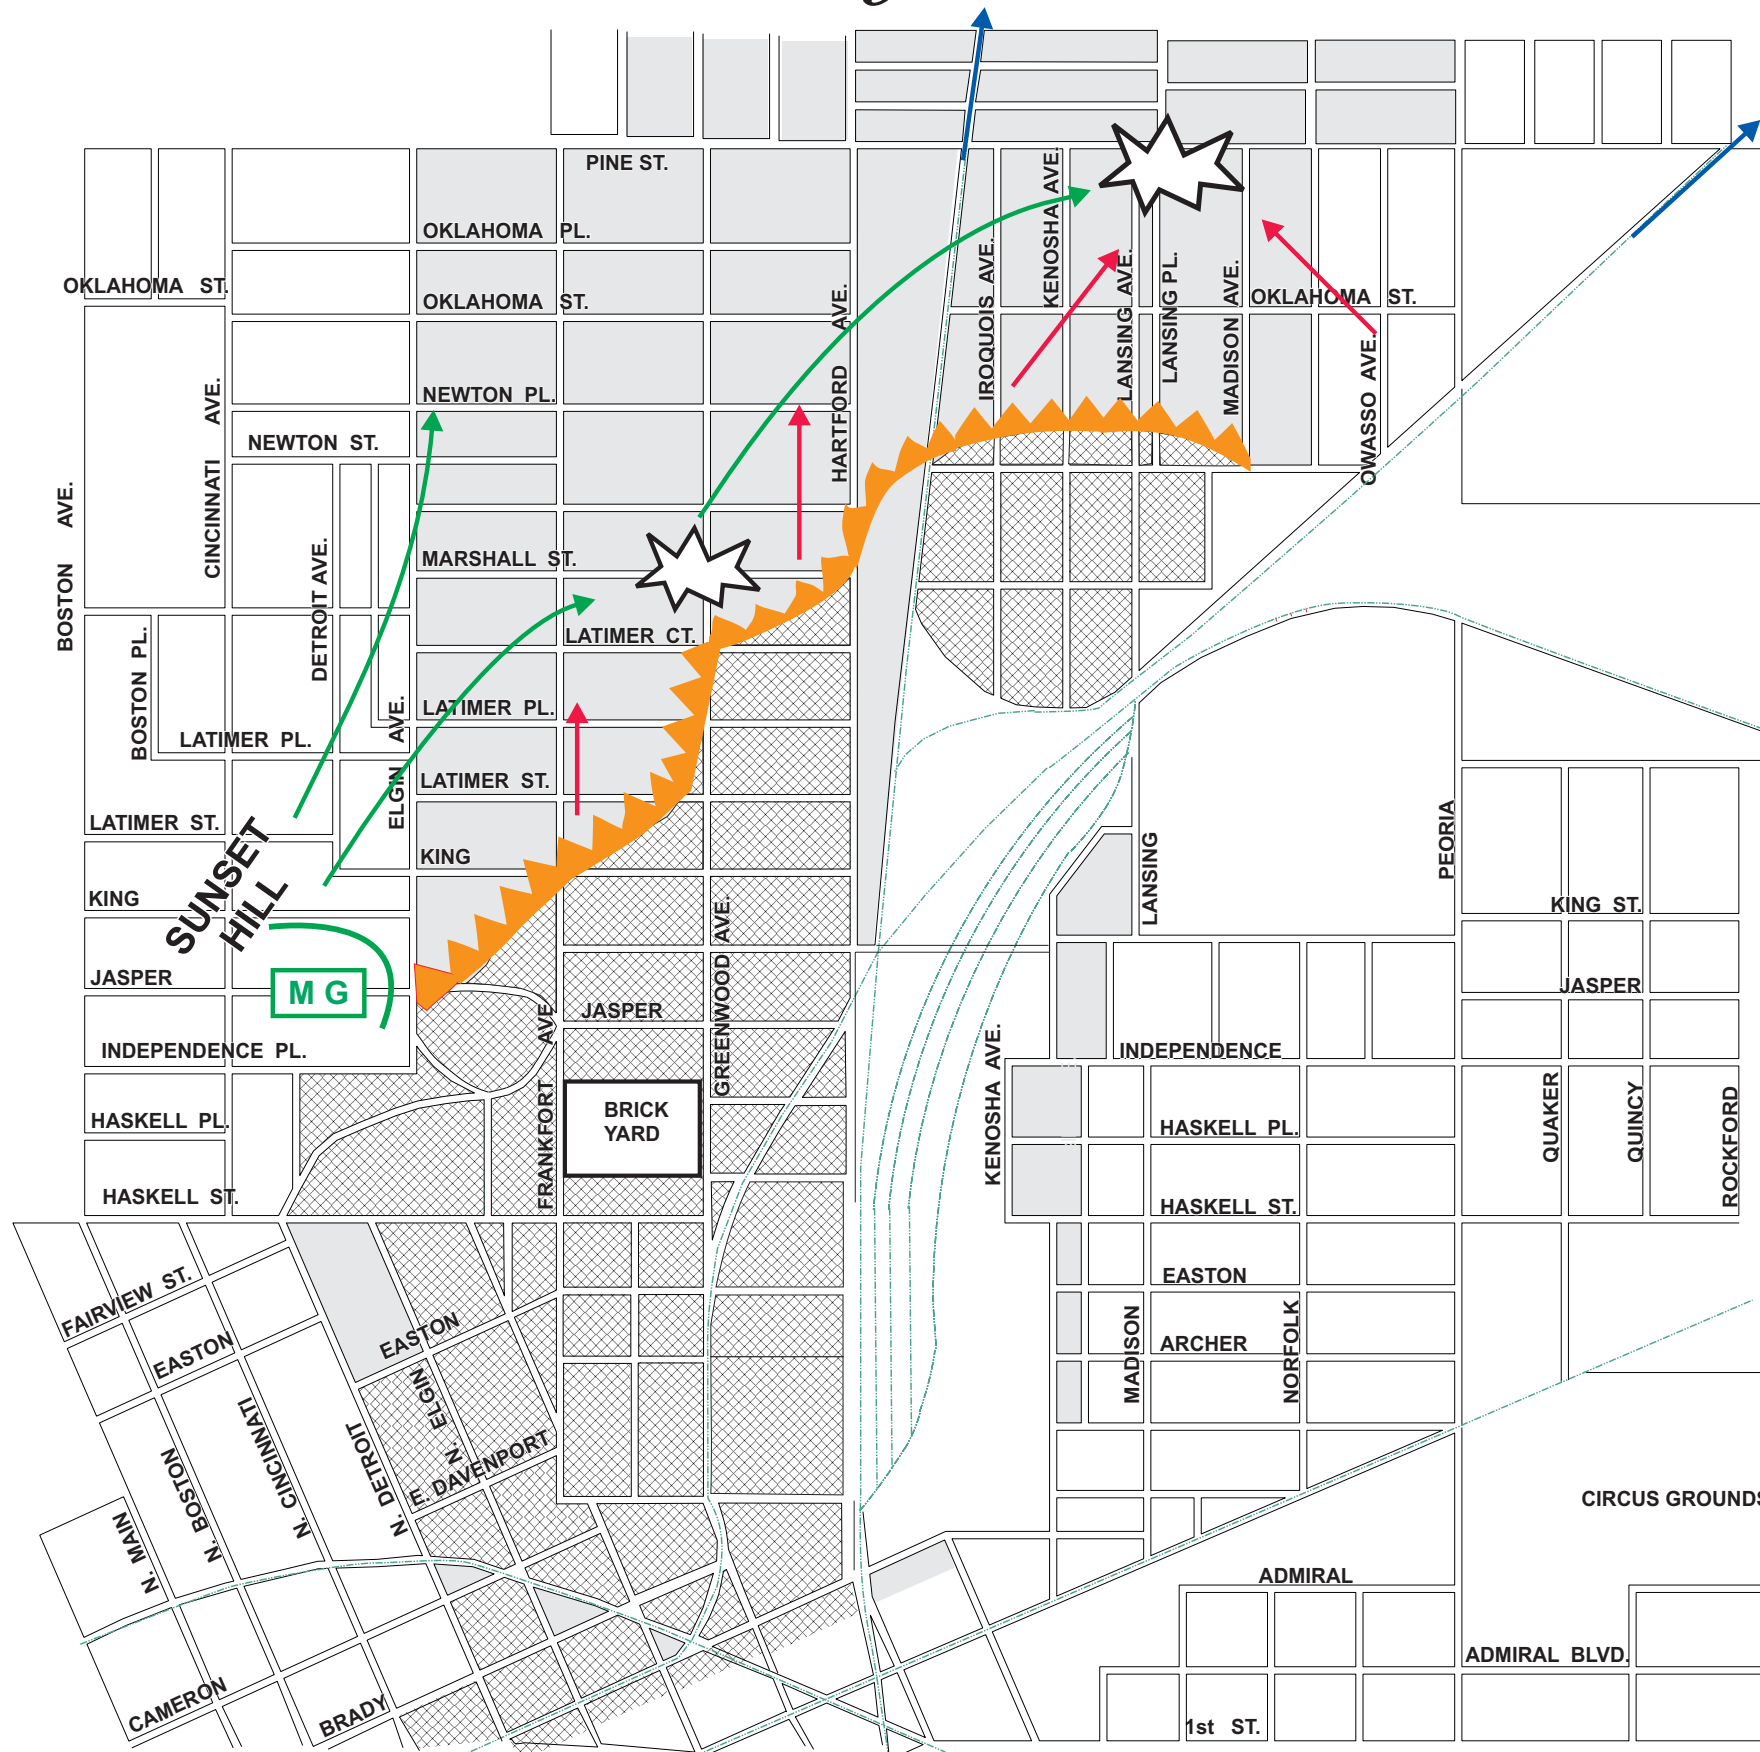 PINE ST.
OKLAHOMA PL.
OKLAHOMA ST.
OKLAHOMA ST.
OKLAHOMA ST.
KENOSHA AVE.
IROQUOIS AVE.
LANSING AVE.
LANSING PL.
MADISON AVE.
OWASSO AVE.
HARTFORD AVE.
NEWTON PL.
NEWTON ST.
CINCINNATI AVE.
BOSTON AVE.
DETROIT AVE.
MARSHALL ST.
LATIMER CT.
BOSTON PL.
LATIMER PL.
LATIMER PL.
ELGIN AVE.
LATIMER ST.
LATIMER ST.
KING
KING
SUNSET
HILL
JASPER
M G
JASPER
INDEPENDENCE PL.
FRANKFORT AVE
GREENWOOD AVE.
BRICK
YARD
HASKELL PL.
HASKELL ST.
LANSING
PEORIA
KING ST.
JASPER
INDEPENDENCE
KENOSHA AVE.
HASKELL PL.
HASKELL ST.
QUAKER
QUINCY
ROCKFORD
EASTON
ARCHER
MADISON
NORFOLK
FAIRVIEW ST.
EASTON
EASTON
N. ELGIN
E. DAVENPORT
N. DETROIT
N. CINCINNATI
N. BOSTON
N. MAIN
CAMERON
BRADY
CIRCUS GROUNDS
ADMIRAL
ADMIRAL BLVD.
1st ST.